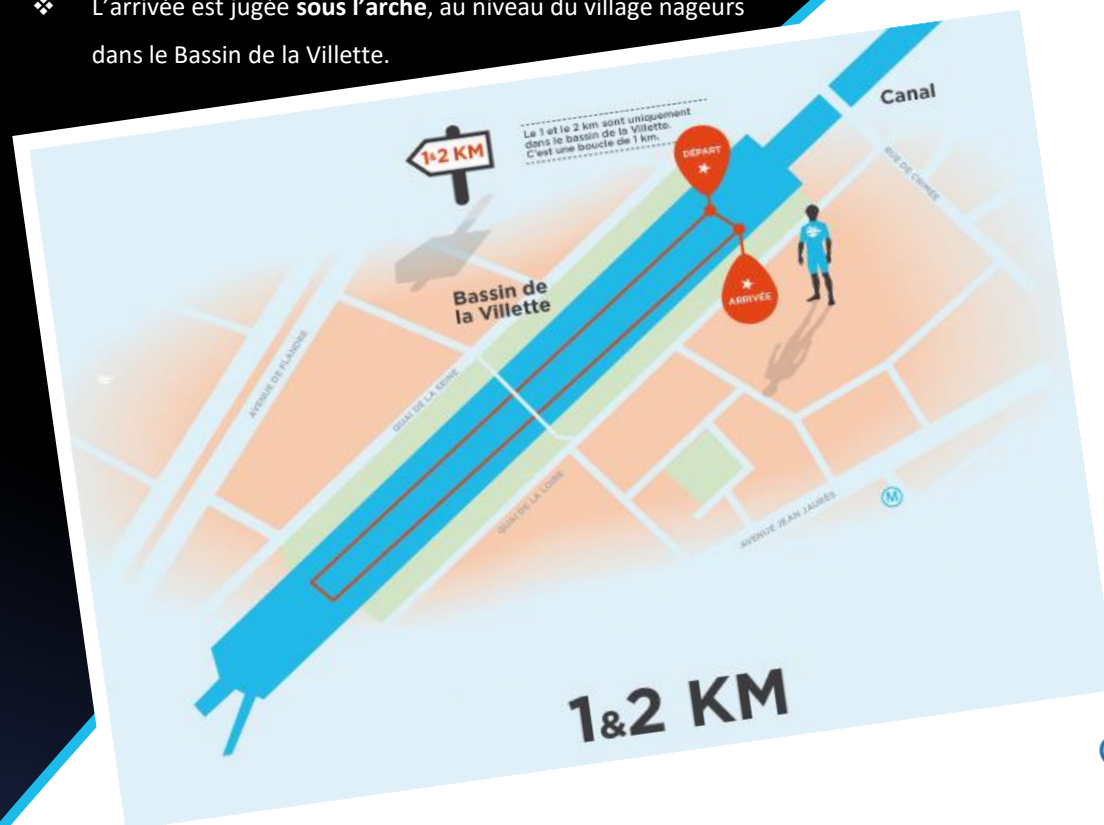 ❖ L'arrivée est jugée sous l'arche, au niveau du village nageurs
dans le Bassin de la Villette.
Canal
1&2 KM
Le 1 et le 2 km sont uniquement
dans le bassin de la Villette.
C'est une boucle de 1 km.
DÉPART
RUE DE CRIMÉE
Bassin de
la Villette
ARRIVÉE
AVENUE DE FLANDRE
QUAI DE LA SEINE
QUAI DE LA LOIRE
M
AVENUE JEAN JAURÈS
1&2 KM